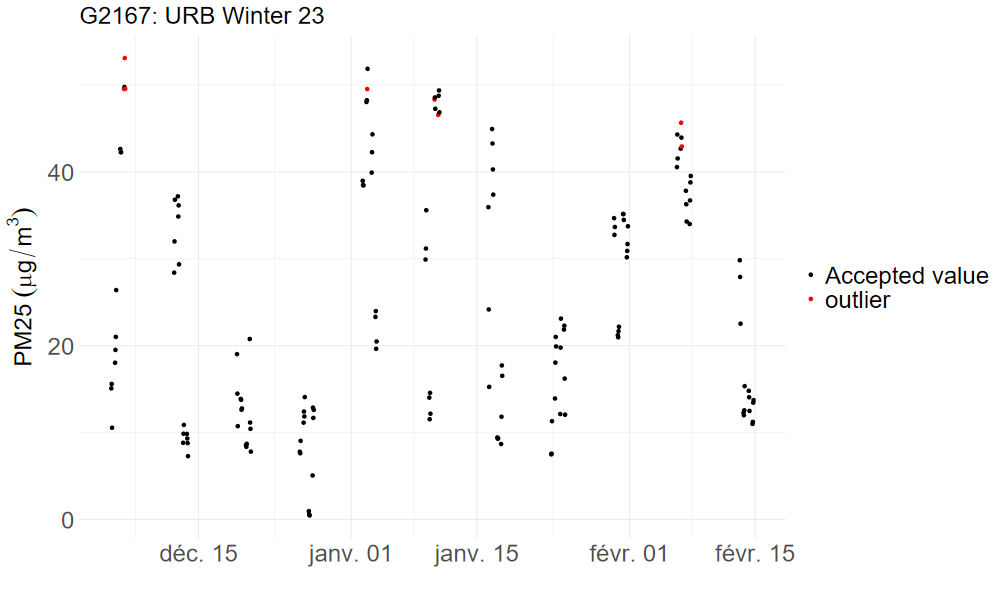 G2167: URB Winter 23
PM25 (μg/m³)
40
20
0
déc. 15
janv. 01
janv. 15
févr. 01
févr. 15
Accepted value
outlier